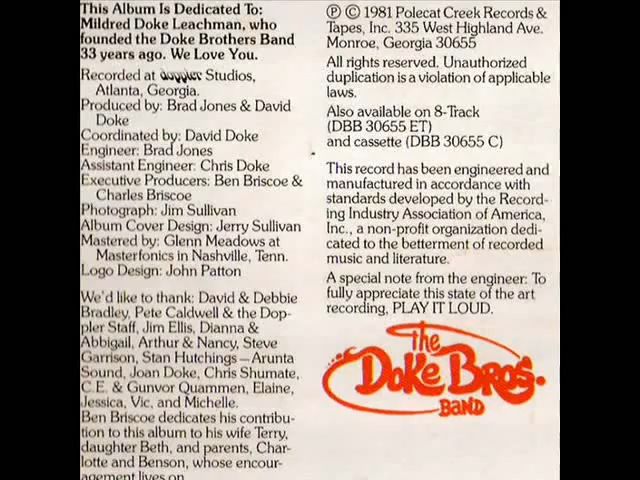 This Album Is Dedicated To:
Mildred Doke Leachman, who
founded the Doke Brothers Band
33 years ago. We Love You.
Recorded at doppler Studios,
Atlanta, Georgia.
Produced by: Brad Jones & David
Doke
Coordinated by: David Doke
Engineer: Brad Jones
Assistant Engineer: Chris Doke
Executive Producers: Ben Briscoe &
Charles Briscoe
Photograph: Jim Sullivan
Album Cover Design: Jerry Sullivan
Mastered by: Glenn Meadows at
Masterfonics in Nashville, Tenn.
Logo Design: John Patton
We'd like to thank: David & Debbie
Bradley, Pete Caldwell & the Dop-
pler Staff, Jim Ellis, Dianna &
Abbigail, Arthur & Nancy, Steve
Garrison, Stan Hutchings—Arunta
Sound, Joan Doke, Chris Shumate,
C.E. & Gunvor Quammen, Elaine,
Jessica, Vic, and Michelle.
Ben Briscoe dedicates his contribu-
tion to this album to his wife Terry,
daughter Beth, and parents, Char-
lotte and Benson, whose encour-
agement lives on
℗ © 1981 Polecat Creek Records &
Tapes, Inc. 335 West Highland Ave.
Monroe, Georgia 30655
All rights reserved. Unauthorized
duplication is a violation of applicable
laws.
Also available on 8-Track
(DBB 30655 ET)
and cassette (DBB 30655 C)
This record has been engineered and
manufactured in accordance with
standards developed by the Record-
ing Industry Association of America,
Inc., a non-profit organization dedi-
cated to the betterment of recorded
music and literature.
A special note from the engineer: To
fully appreciate this state of the art
recording, PLAY IT LOUD.
the
Doke Bros.
BAND